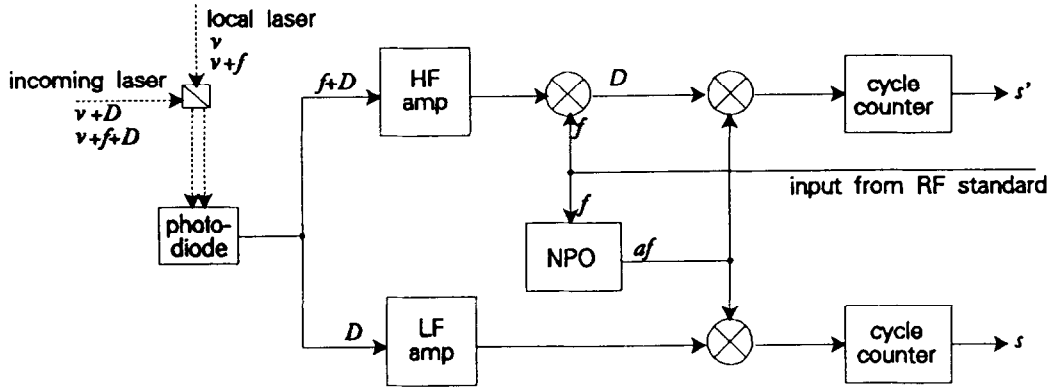 local laser
ν
ν+f
incoming laser
ν+D
ν+f+D
f+D
HF
amp
D
cycle
counter
s'
f
input from RF standard
f
photo-
diode
NPO
af
D
LF
amp
cycle
counter
s